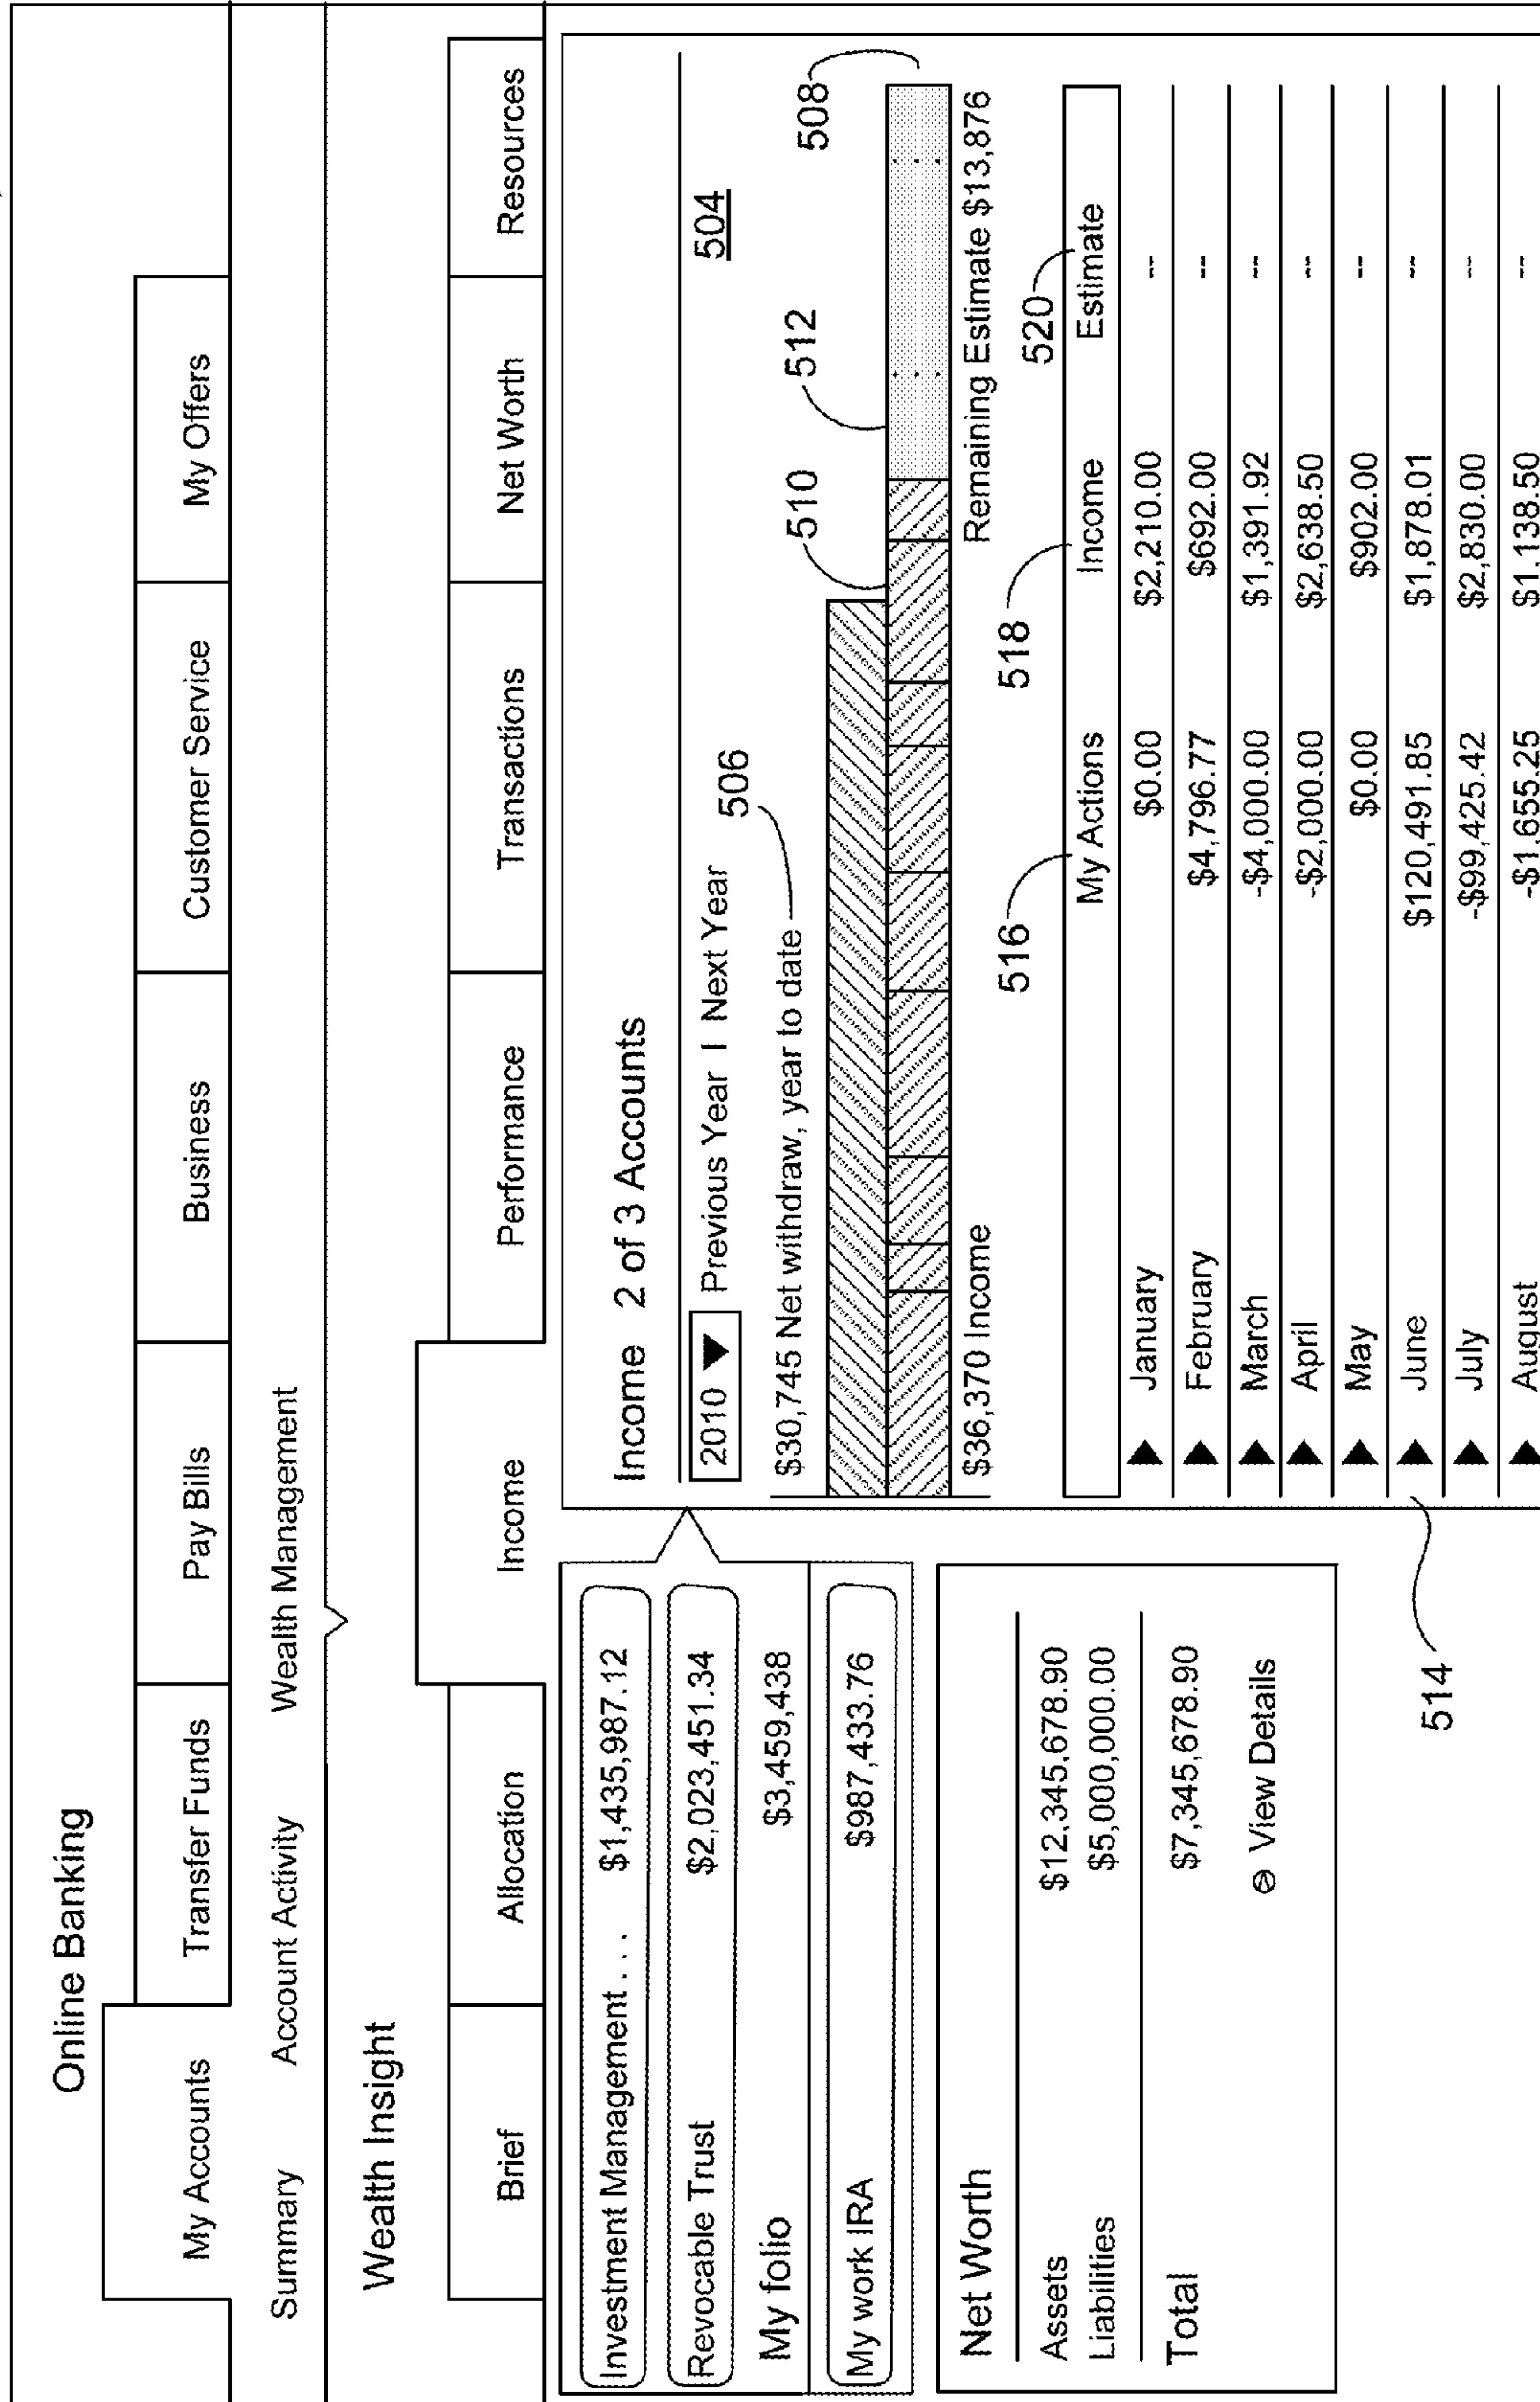 Online Banking
My Accounts Transfer Funds Pay Bills Business Customer Service My Offers
Summary Account Activity Wealth Management
Wealth Insight
Brief Allocation Income Performance Transactions Net Worth Resources
Investment Management . . . $1,435,987.12
Revocable Trust $2,023,451.34
My folio $3,459,438
My work IRA $987,433.76
Net Worth
Assets $12,345,678.90
Liabilities $5,000,000.00
Total $7,345,678.90
View Details
514
Income 2 of 3 Accounts
2010 Previous Year | Next Year
504
506
$30,745 Net withdraw, year to date
510 512 508
$36,370 Income Remaining Estimate $13,876
516 518 520
My Actions Income Estimate
January $0.00 $2,210.00 --
February $4,796.77 $692.00 --
March -$4,000.00 $1,391.92 --
April -$2,000.00 $2,638.50 --
May $0.00 $902.00 --
June $120,491.85 $1,878.01 --
July -$99,425.42 $2,830.00 --
August -$1,655.25 $1,138.50 --